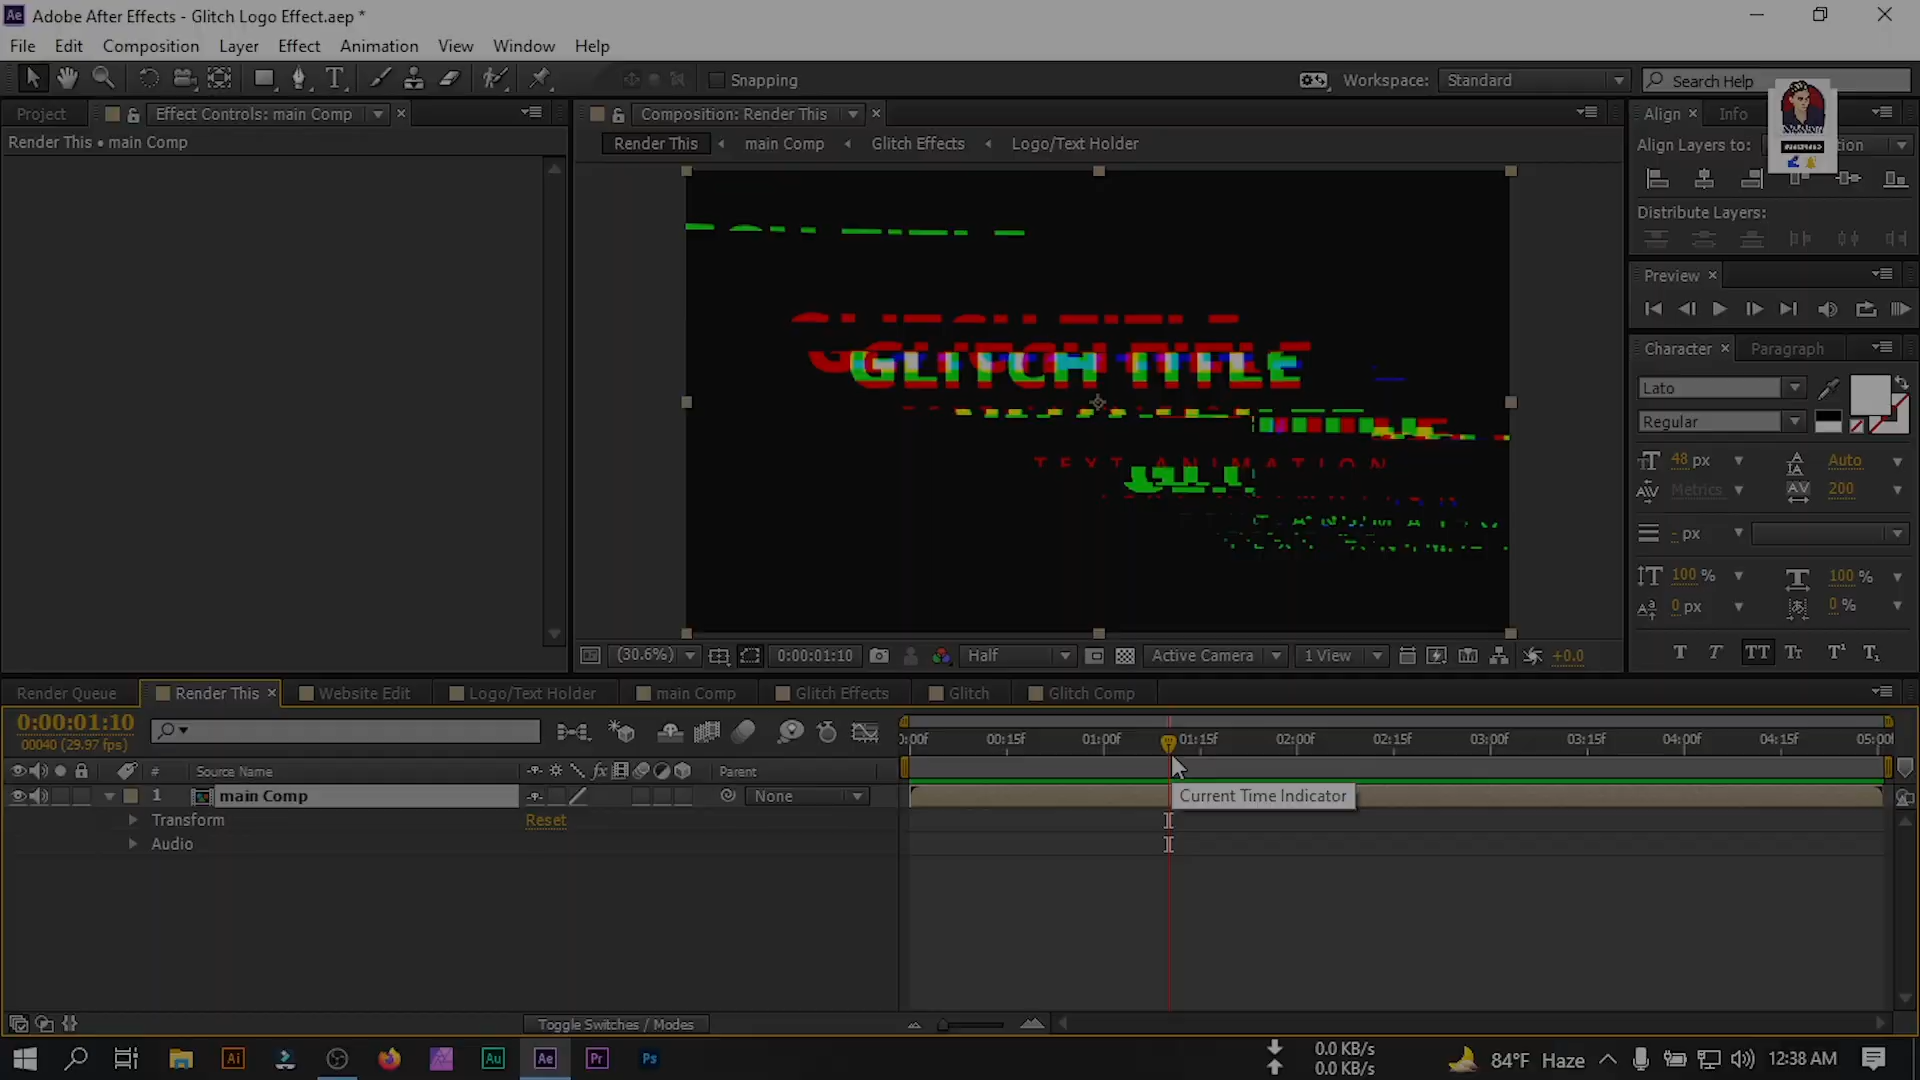 Adobe After Effects - Glitch Logo Effect.aep *
File Edit Composition Layer Effect Animation View Window Help
Snapping
Workspace: Standard
Search Help
Project
Effect Controls: main Comp
Composition: Render This
Align
Info
Render This • main Comp
Render This
main Comp
Glitch Effects
Logo/Text Holder
Align Layers to:
Distribute Layers:
GLITCH TITLE
TEXT ANIMATION
Preview
Character
Paragraph
Lato
Regular
48 px
Auto
Metrics
200
- px
100 %
100 %
0 px
0 %
(30.6%)
0:00:01:10
Half
Active Camera
1 View
+0.0
Render Queue
Render This
Website Edit
Logo/Text Holder
main Comp
Glitch Effects
Glitch
Glitch Comp
0:00:01:10
00040 (29.97 fps)
:00f 00:15f 01:00f 01:15f 02:00f 02:15f 03:00f 03:15f 04:00f 04:15f 05:00f
# Source Name
Parent
1 main Comp
None
Current Time Indicator
Transform
Reset
Audio
Toggle Switches / Modes
Ai
Au
Ae
Pr
Ps
0.0 KB/s
0.0 KB/s
84°F Haze
12:38 AM